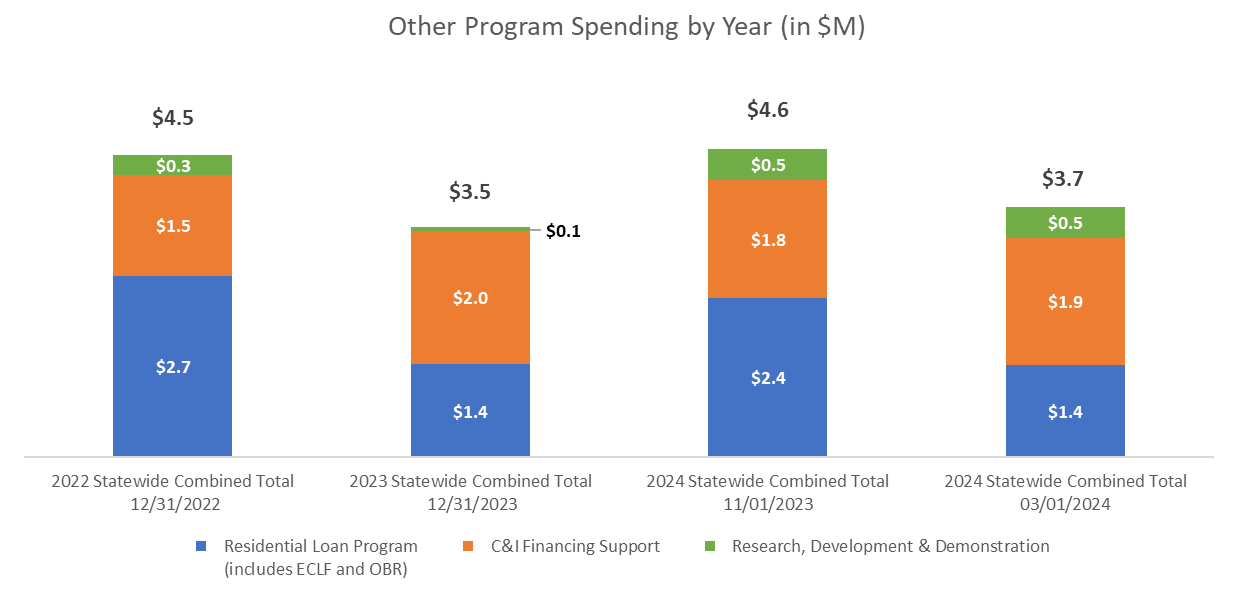 Other Program Spending by Year (in $M)
$4.5
$0.3
$1.5
$2.7
$3.5
$0.1
$2.0
$1.4
$4.6
$0.5
$1.8
$2.4
$3.7
$0.5
$1.9
$1.4
2022 Statewide Combined Total
12/31/2022
2023 Statewide Combined Total
12/31/2023
2024 Statewide Combined Total
11/01/2023
2024 Statewide Combined Total
03/01/2024
Residential Loan Program
(includes ECLF and OBR)
C&I Financing Support
Research, Development & Demonstration